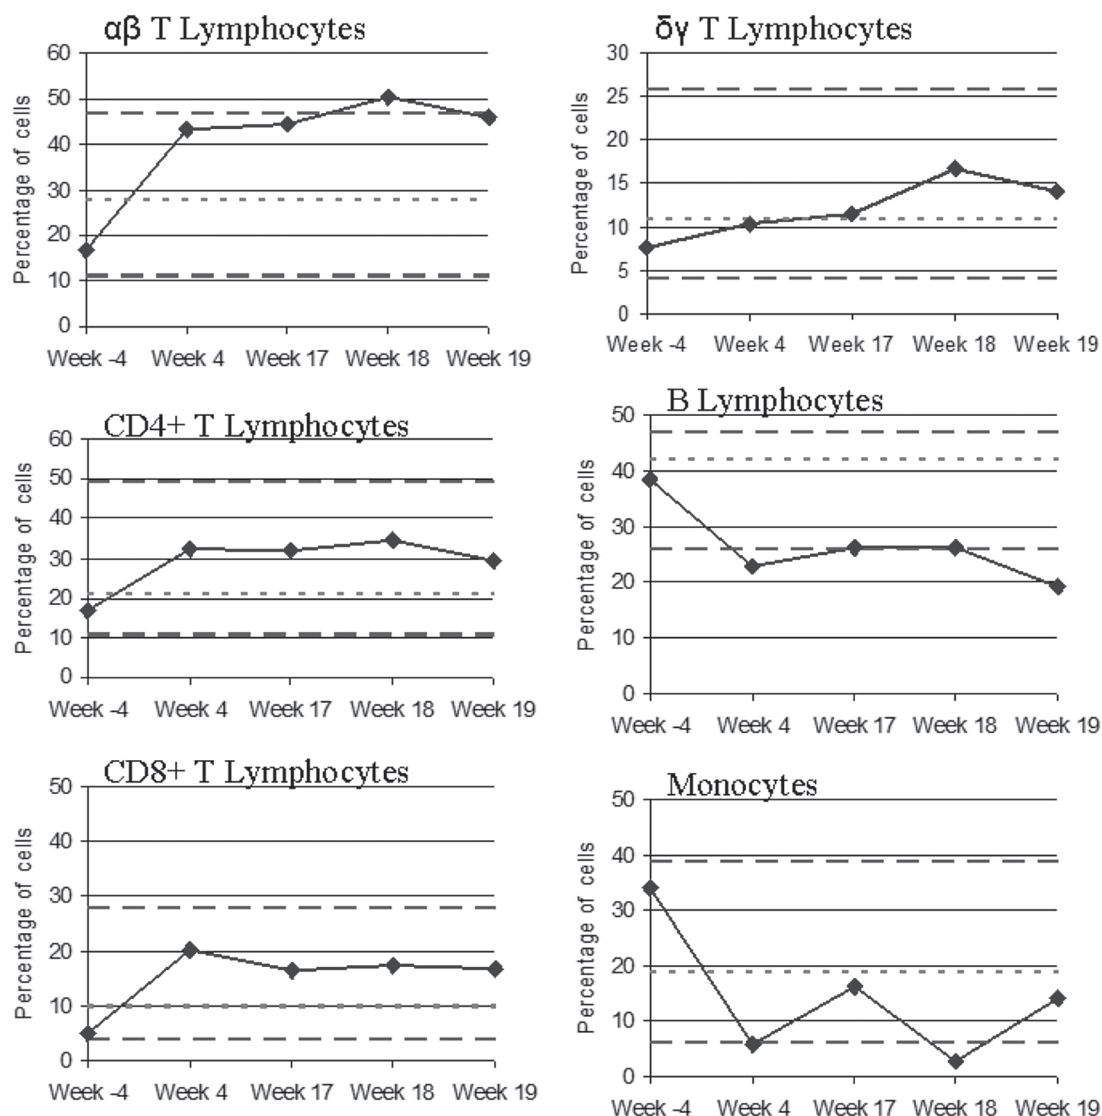 αβ T Lymphocytes
Percentage of cells
60
50
40
30
20
10
0
Week -4 Week 4 Week 17 Week 18 Week 19
δγ T Lymphocytes
Percentage of cells
30
25
20
15
10
5
0
Week -4 Week 4 Week 17 Week 18 Week 19
CD4+ T Lymphocytes
Percentage of cells
60
50
40
30
20
10
0
Week -4 Week 4 Week 17 Week 18 Week 19
B Lymphocytes
Percentage of cells
50
40
30
20
10
0
Week -4 Week 4 Week 17 Week 18 Week 19
CD8+ T Lymphocytes
Percentage of cells
50
40
30
20
10
0
Week -4 Week 4 Week 17 Week 18 Week 19
Monocytes
Percentage of cells
50
40
30
20
10
0
Week -4 Week 4 Week 17 Week 18 Week 19